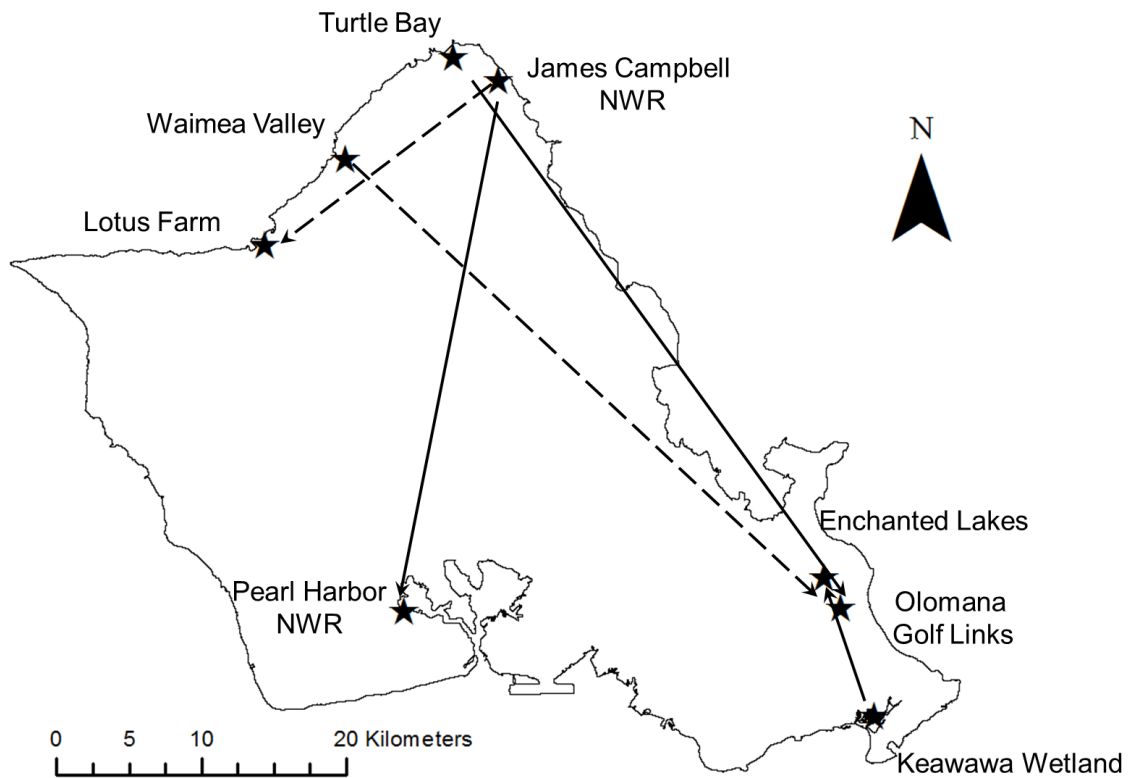 Turtle Bay
James Campbell
NWR
Waimea Valley
N
Lotus Farm
Enchanted Lakes
Pearl Harbor
NWR
Olomana
Golf Links
0 5 10 20 Kilometers
Keawawa Wetland